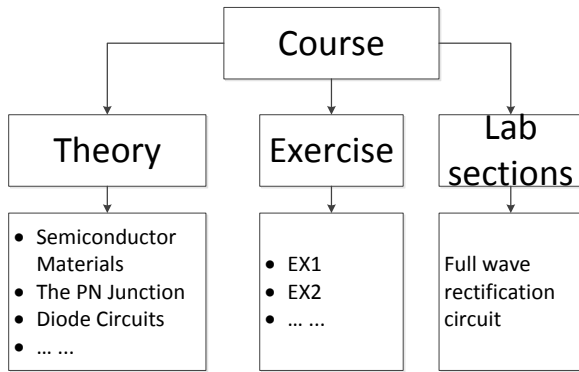 Course
Theory
Exercise
Lab
sections
• Semiconductor
Materials
• The PN Junction
• Diode Circuits
• ... ...
• EX1
• EX2
• ... ...
Full wave
rectification
circuit